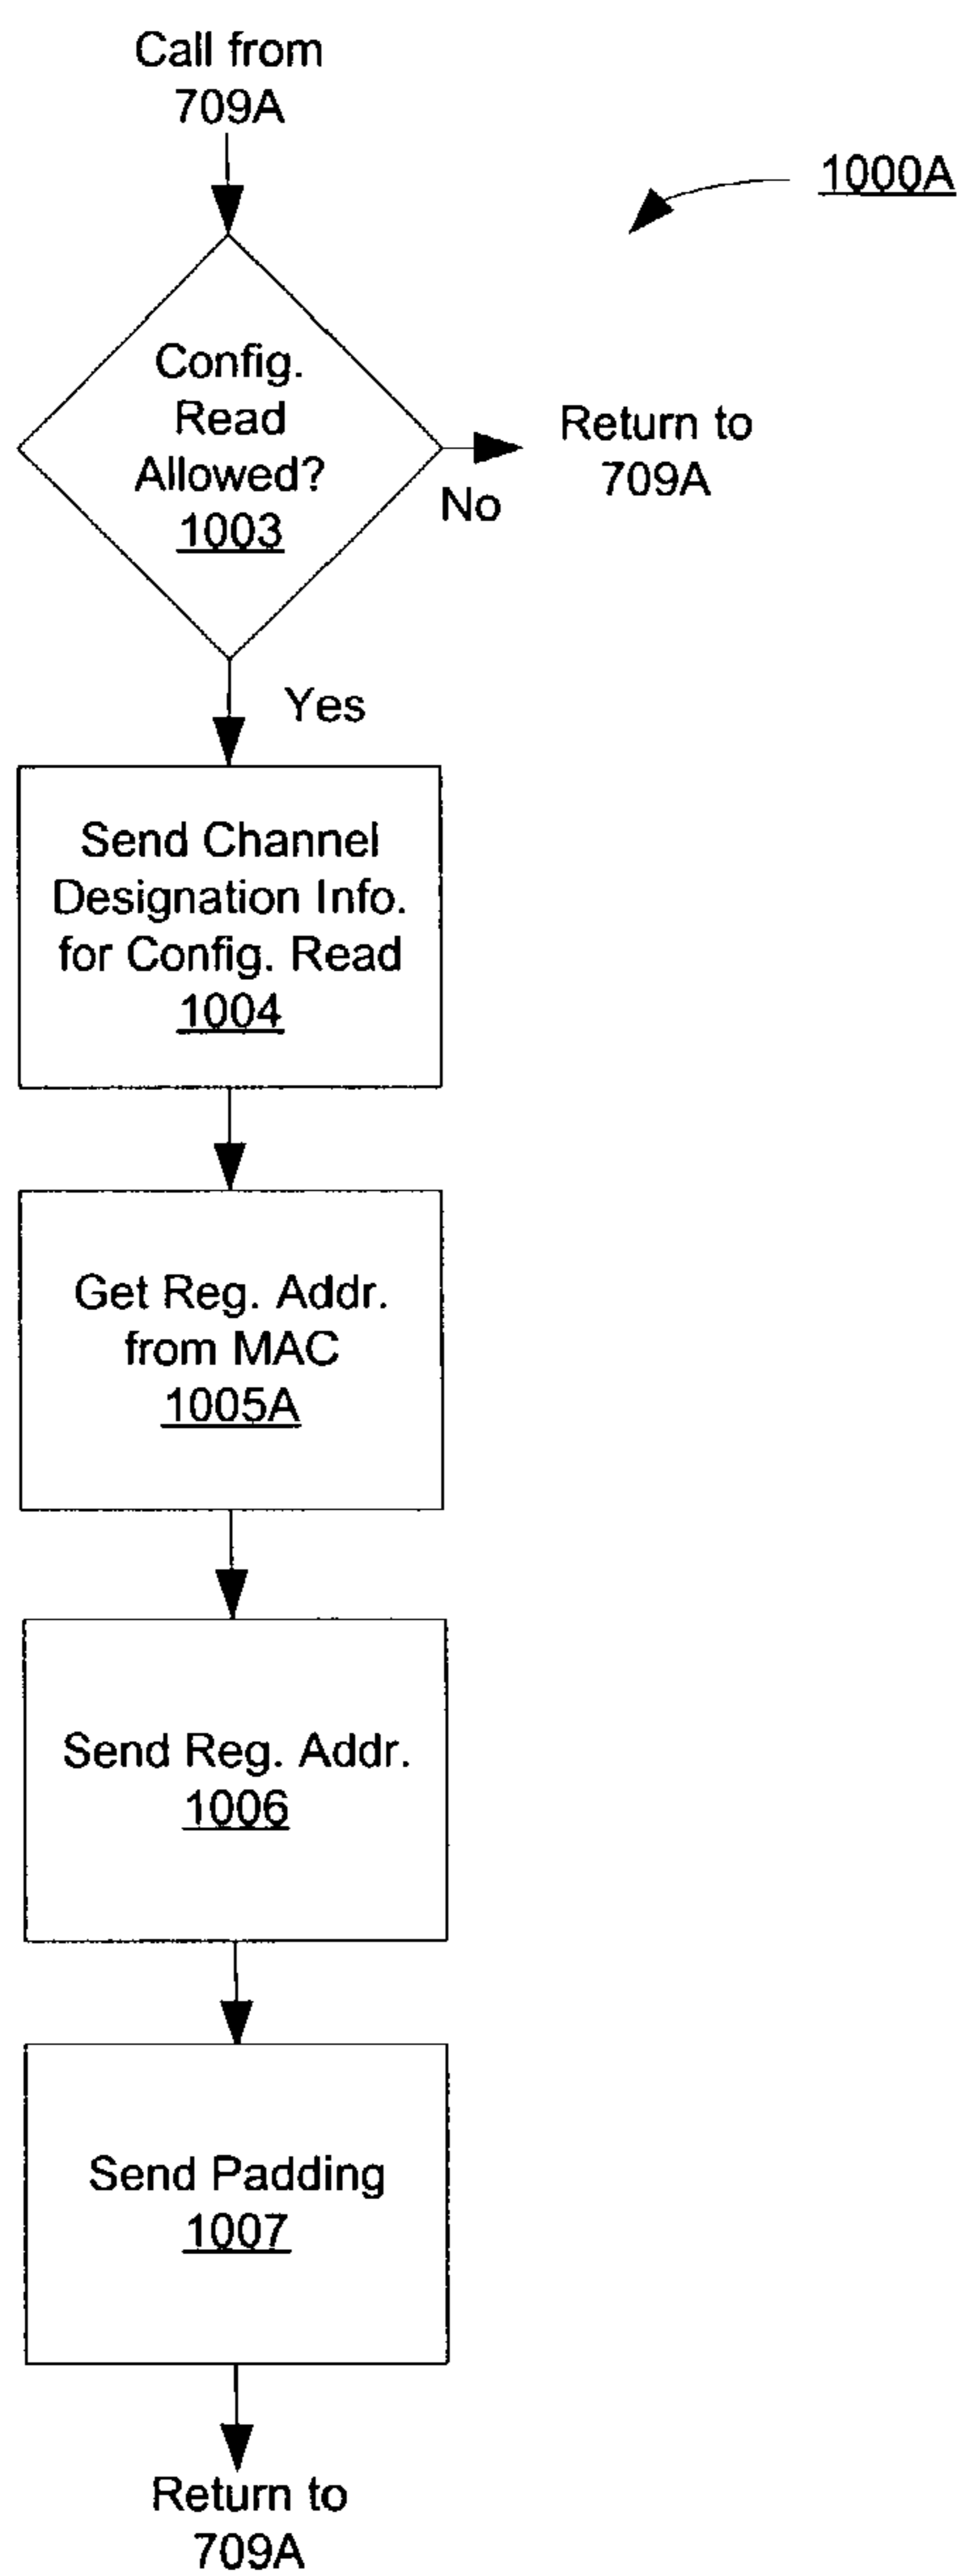 Call from
709A
1000A
Config.
Read
Allowed?
1003
Return to
709A
No
Yes
Send Channel
Designation Info.
for Config. Read
1004
Get Reg. Addr.
from MAC
1005A
Send Reg. Addr.
1006
Send Padding
1007
Return to
709A